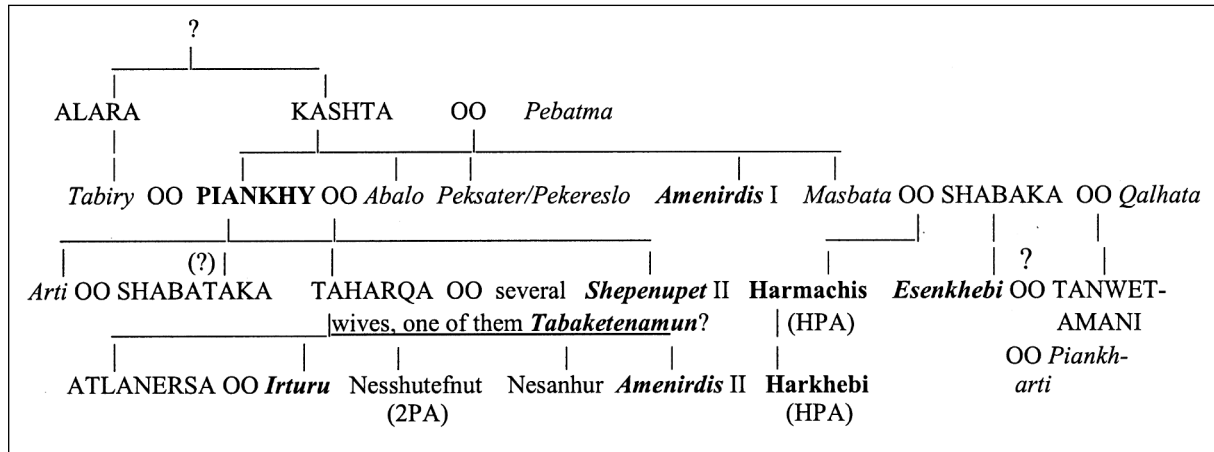 ?
ALARA KASHTA OO Pebatma
Tabiry OO PIANKHY OO Abalo Peksater/Pekereslo Amenirdis I Masbata OO SHABAKA OO Qalhata
(?) ?
Arti OO SHABATAKA TAHARQA OO several Shepenupet II Harmachis Esenkhebi OO TANWET-
wives, one of them Tabaketenamun? (HPA) AMANI
OO Piankh-
ATLANERSA OO Irturu Nesshutefnut Nesanhur Amenirdis II Harkhebi arti
(2PA) (HPA)